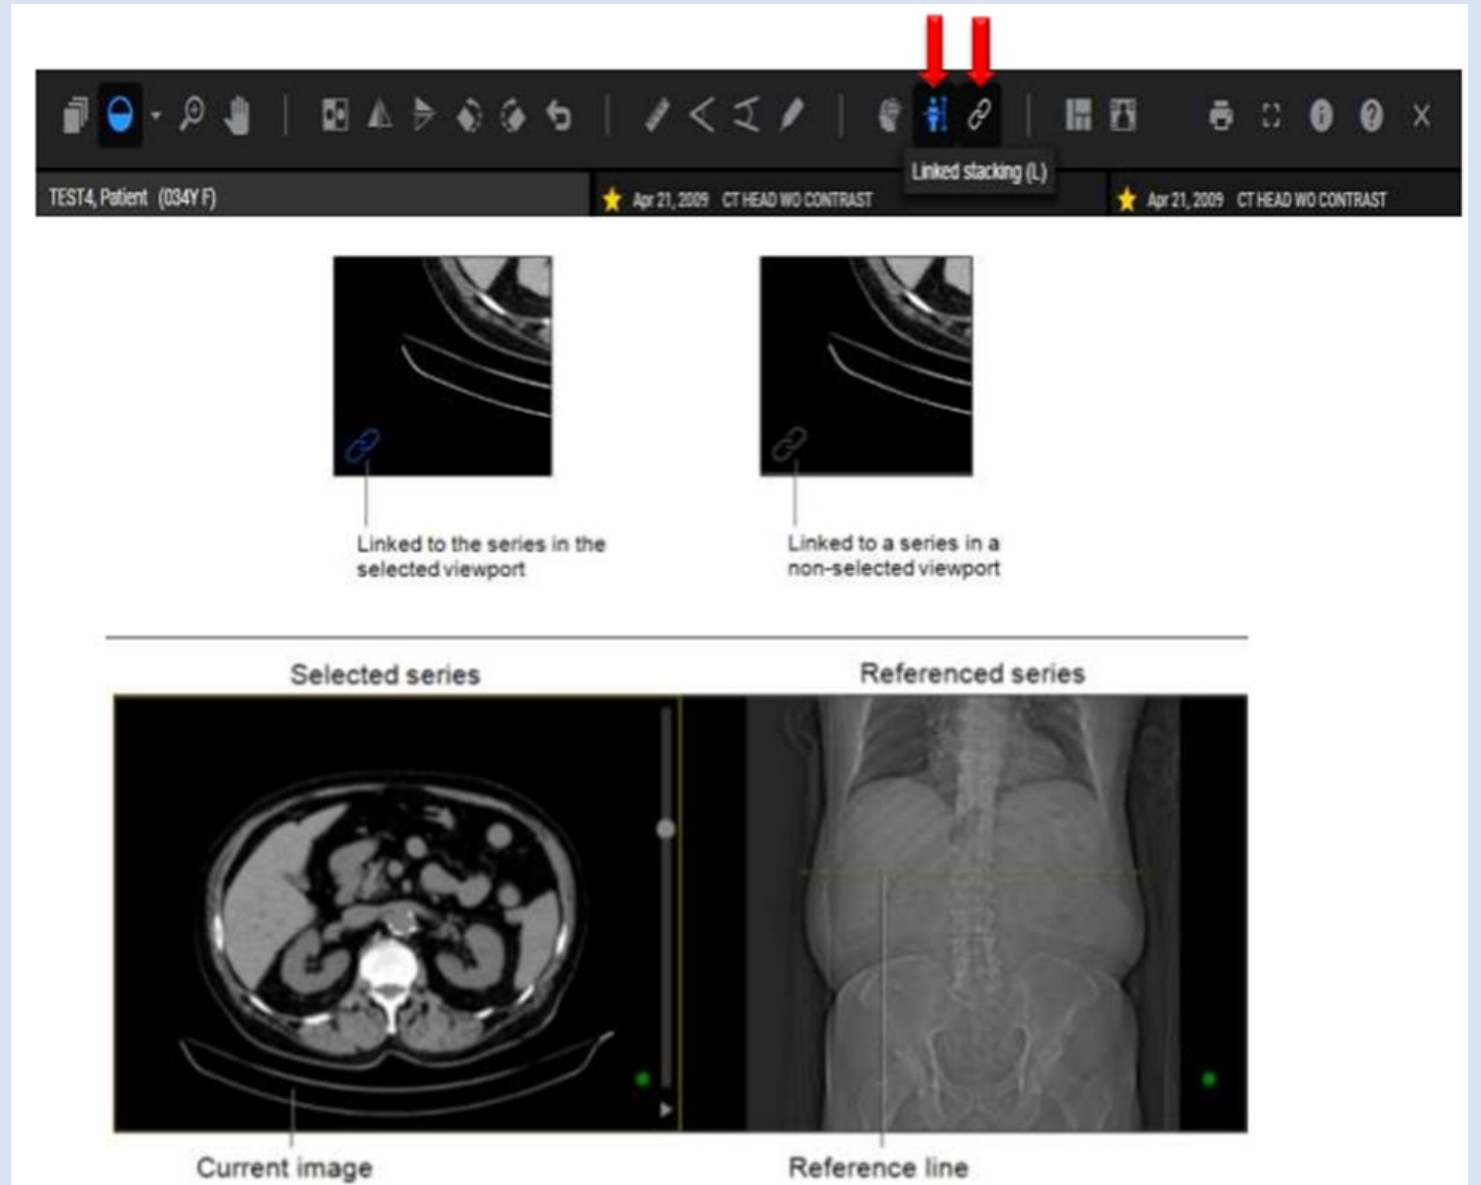 Linked stacking (L)
TEST4, Patient (034Y F)
Apr 21, 2009 CT HEAD WO CONTRAST
Apr 21, 2009 CT HEAD WO CONTRAST
Linked to the series in the
selected viewport
Linked to a series in a
non-selected viewport
Selected series
Referenced series
Current image
Reference line